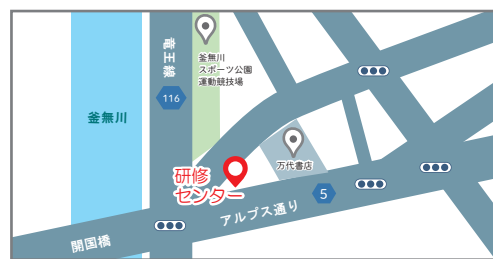 竜王線
釜無川
スポーツ公園
運動競技場
116
釜無川
万代書店
研修
センター
5
アルプス通り
開国橋